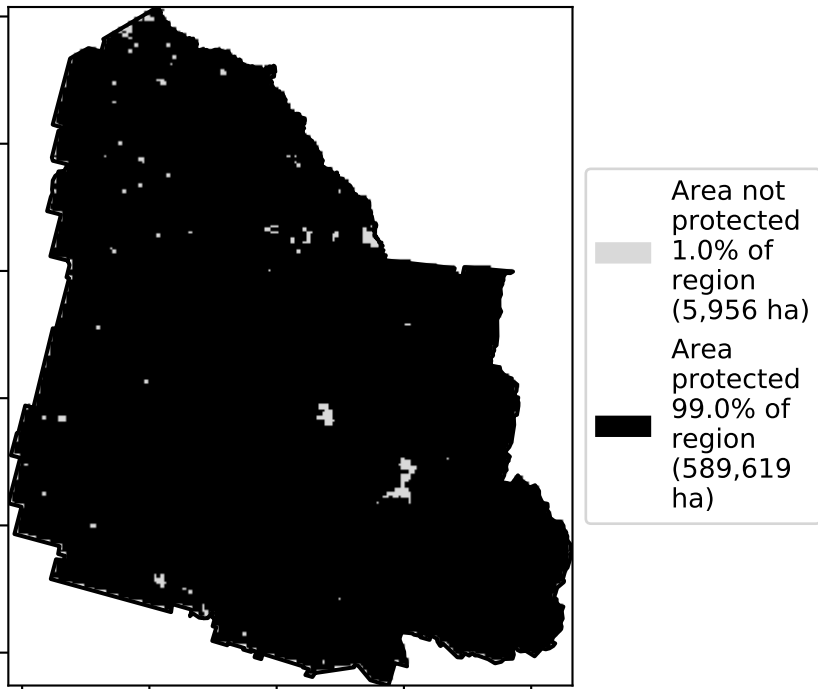 Area not
protected
1.0% of
region
(5,956 ha)
Area
protected
99.0% of
region
(589,619
ha)